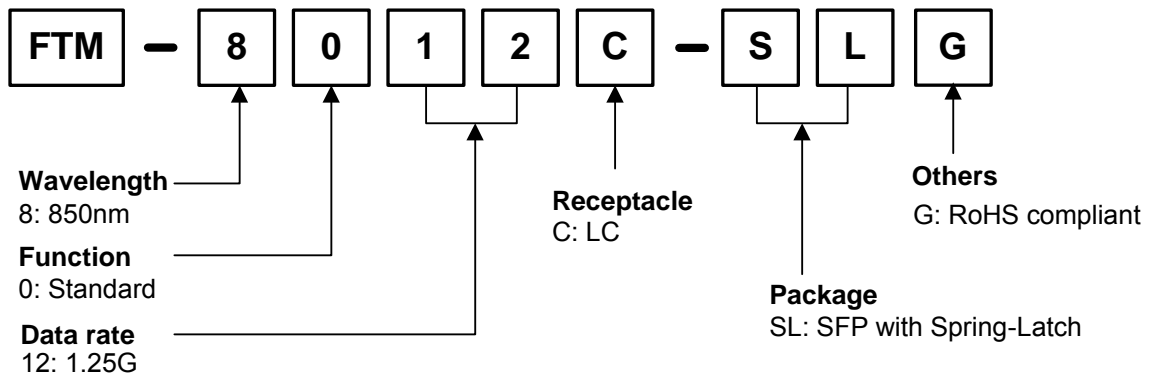 FTM - 8 0 1 2 C - S L G
Wavelength
8: 850nm
Function
0: Standard
Data rate
12: 1.25G
Receptacle
C: LC
Package
SL: SFP with Spring-Latch
Others
G: RoHS compliant